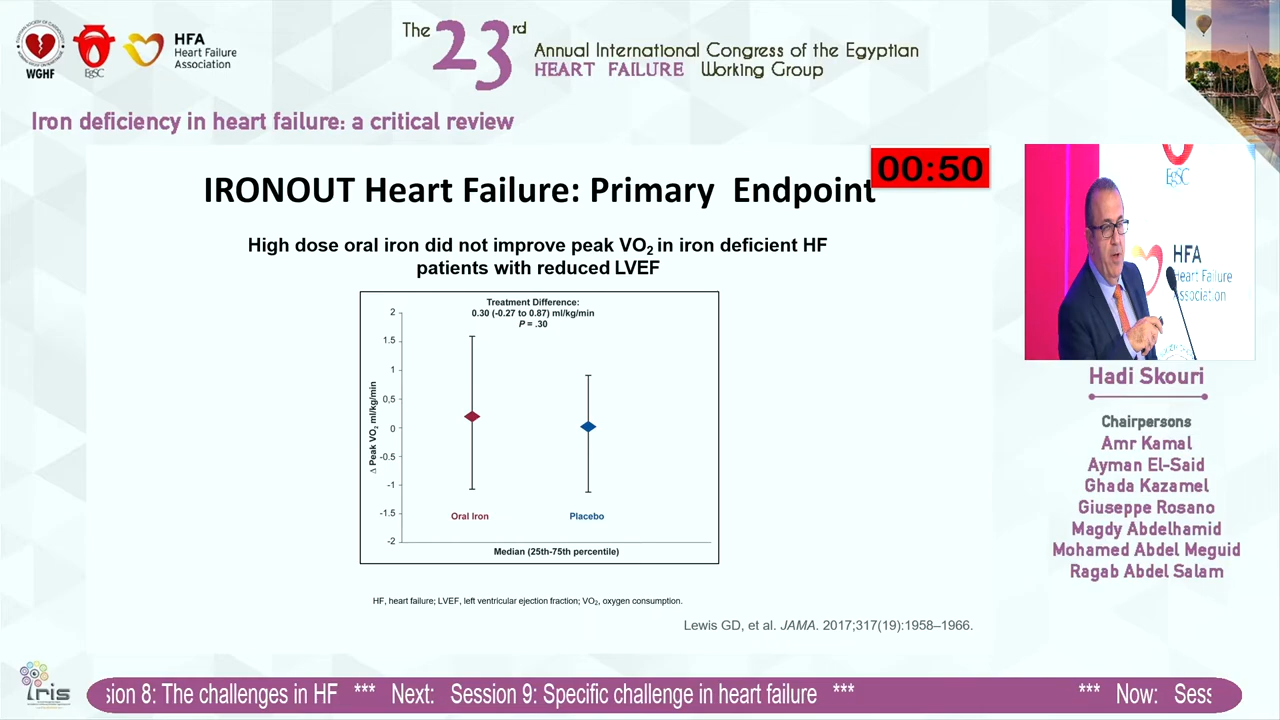 WGHF
EgSC
HFA
Heart Failure
Association
The 23rd
Annual International Congress of the Egyptian
HEART FAILURE Working Group
Iron deficiency in heart failure: a critical review
00:50
IRONOUT Heart Failure: Primary Endpoint
High dose oral iron did not improve peak VO2 in iron deficient HF
patients with reduced LVEF
Treatment Difference:
0.30 (-0.27 to 0.87) ml/kg/min
P = .30
2
1.5
1
0,5
0
-0.5
-1
-1.5
-2
Δ Peak VO2 ml/kg/min
Oral Iron
Placebo
Median (25th-75th percentile)
HF, heart failure; LVEF, left ventricular ejection fraction; VO2, oxygen consumption.
Lewis GD, et al. JAMA. 2017;317(19):1958–1966.
EgSC
HFA
Heart Failure
Association
Hadi Skouri
Chairpersons
Amr Kamal
Ayman El-Said
Ghada Kazamel
Giuseppe Rosano
Magdy Abdelhamid
Mohamed Abdel Meguid
Ragab Abdel Salam
Iris
sion 8: The challenges in HF *** Next: Session 9: Specific challenge in heart failure *** *** Now: Sess